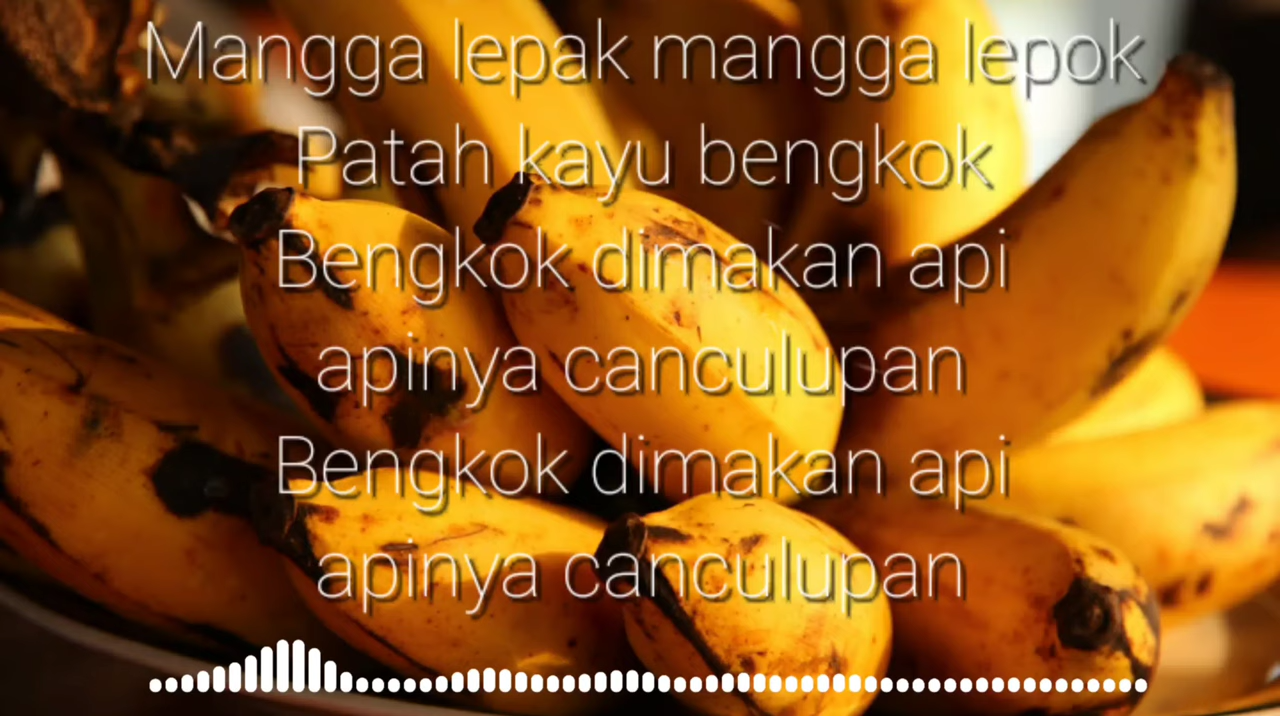 Mangga lepak mangga lepok
Patah kayu bengkok
Bengkok dimakan api
apinya canculupan
Bengkok dimakan api
apinya canculupan